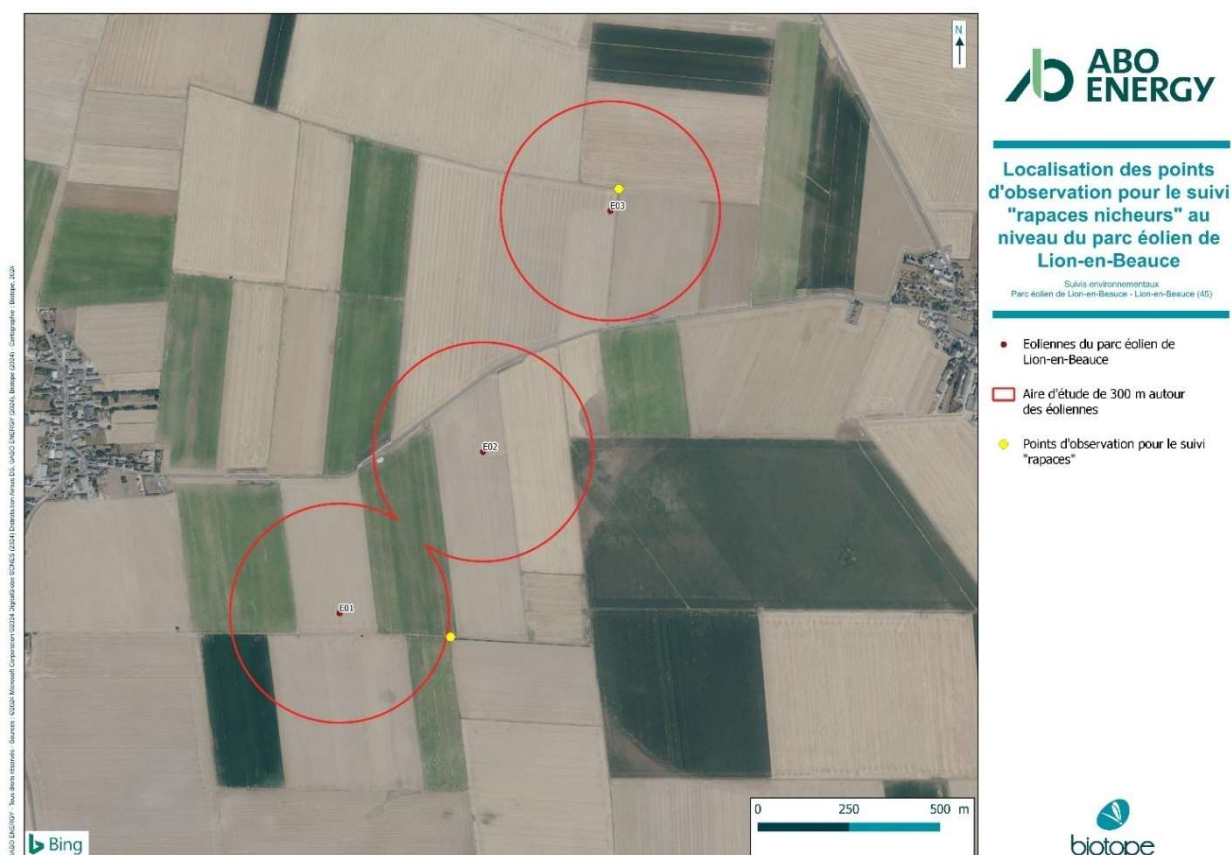 N
E03
E02
E01
0 250 500 m
Bing
ABO
ENERGY
Localisation des points
d'observation pour le suivi
"rapaces nicheurs" au
niveau du parc éolien de
Lion-en-Beauce
Suivis environnementaux
Parc éolien de Lion-en-Beauce - Lion-en-Beauce (45)
Eoliennes du parc éolien de
Lion-en-Beauce
Aire d'étude de 300 m autour
des éoliennes
Points d'observation pour le suivi
"rapaces"
biotope